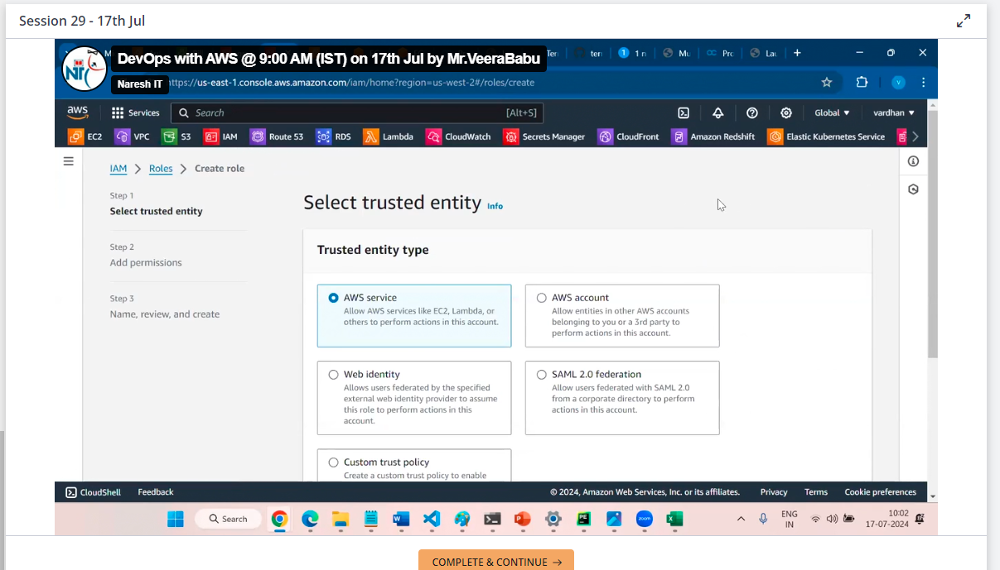 Session 29 - 17th Jul
DevOps with AWS @ 9:00 AM (IST) on 17th Jul by Mr.VeeraBabu
Naresh IT
https://us-east-1.console.aws.amazon.com/iam/home?region=us-west-2#/roles/create
aws
Services
Search
[Alt+S]
Global
vardhan
EC2 VPC S3 IAM Route 53 RDS Lambda CloudWatch Secrets Manager CloudFront Amazon Redshift Elastic Kubernetes Service
IAM > Roles > Create role
Step 1
Select trusted entity
Step 2
Add permissions
Step 3
Name, review, and create
Select trusted entity Info
Trusted entity type
AWS service
Allow AWS services like EC2, Lambda, or
others to perform actions in this account.
AWS account
Allow entities in other AWS accounts
belonging to you or a 3rd party to
perform actions in this account.
Web identity
Allows users federated by the specified
external web identity provider to assume
this role to perform actions in this
account.
SAML 2.0 federation
Allow users federated with SAML 2.0
from a corporate directory to perform
actions in this account.
Custom trust policy
Create a custom trust policy to enable
CloudShell Feedback
© 2024, Amazon Web Services, Inc. or its affiliates. Privacy Terms Cookie preferences
Search
zoom
ENG
IN
10:02
17-07-2024
COMPLETE & CONTINUE →